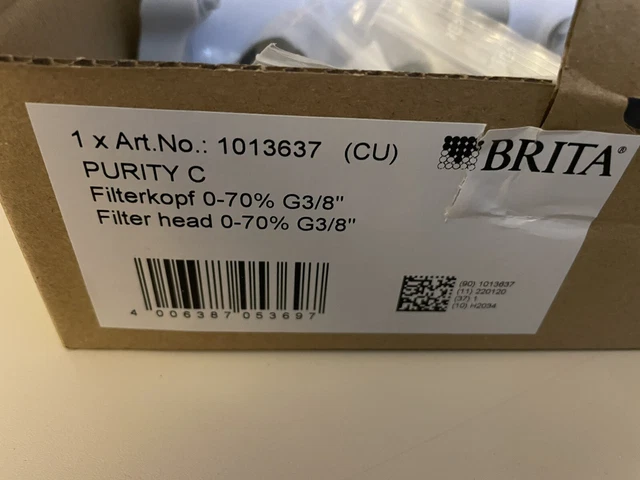 1 x Art.No.: 1013637 (CU)
BRITA®
PURITY C
Filterkopf 0-70% G3/8"
Filter head 0-70% G3/8"
4 006387 053697
(90) 1013637
(11) 220120
(37) 1
(10) H2034